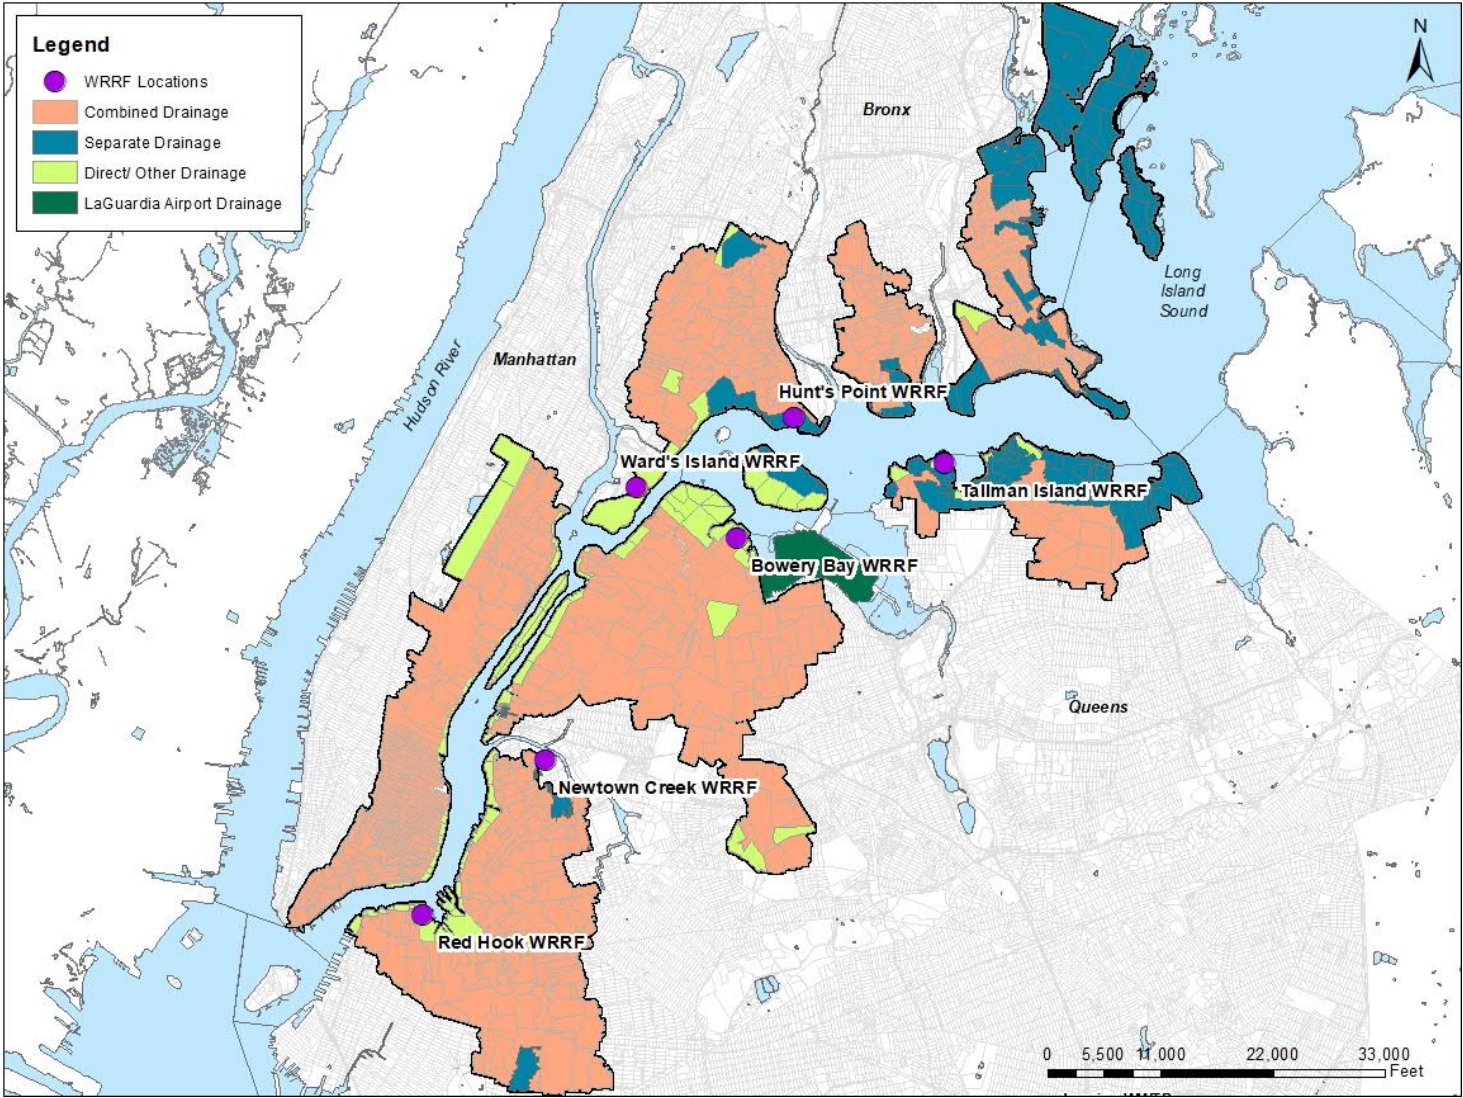 Legend
WRRF Locations
Combined Drainage
Separate Drainage
Direct/ Other Drainage
LaGuardia Airport Drainage
N
Bronx
Long
Island
Sound
Manhattan
Hudson River
Hunt's Point WRRF
Ward's Island WRRF
Tallman Island WRRF
Bowery Bay WRRF
Queens
Newtown Creek WRRF
Red Hook WRRF
0 5,500 11,000 22,000 33,000
Feet